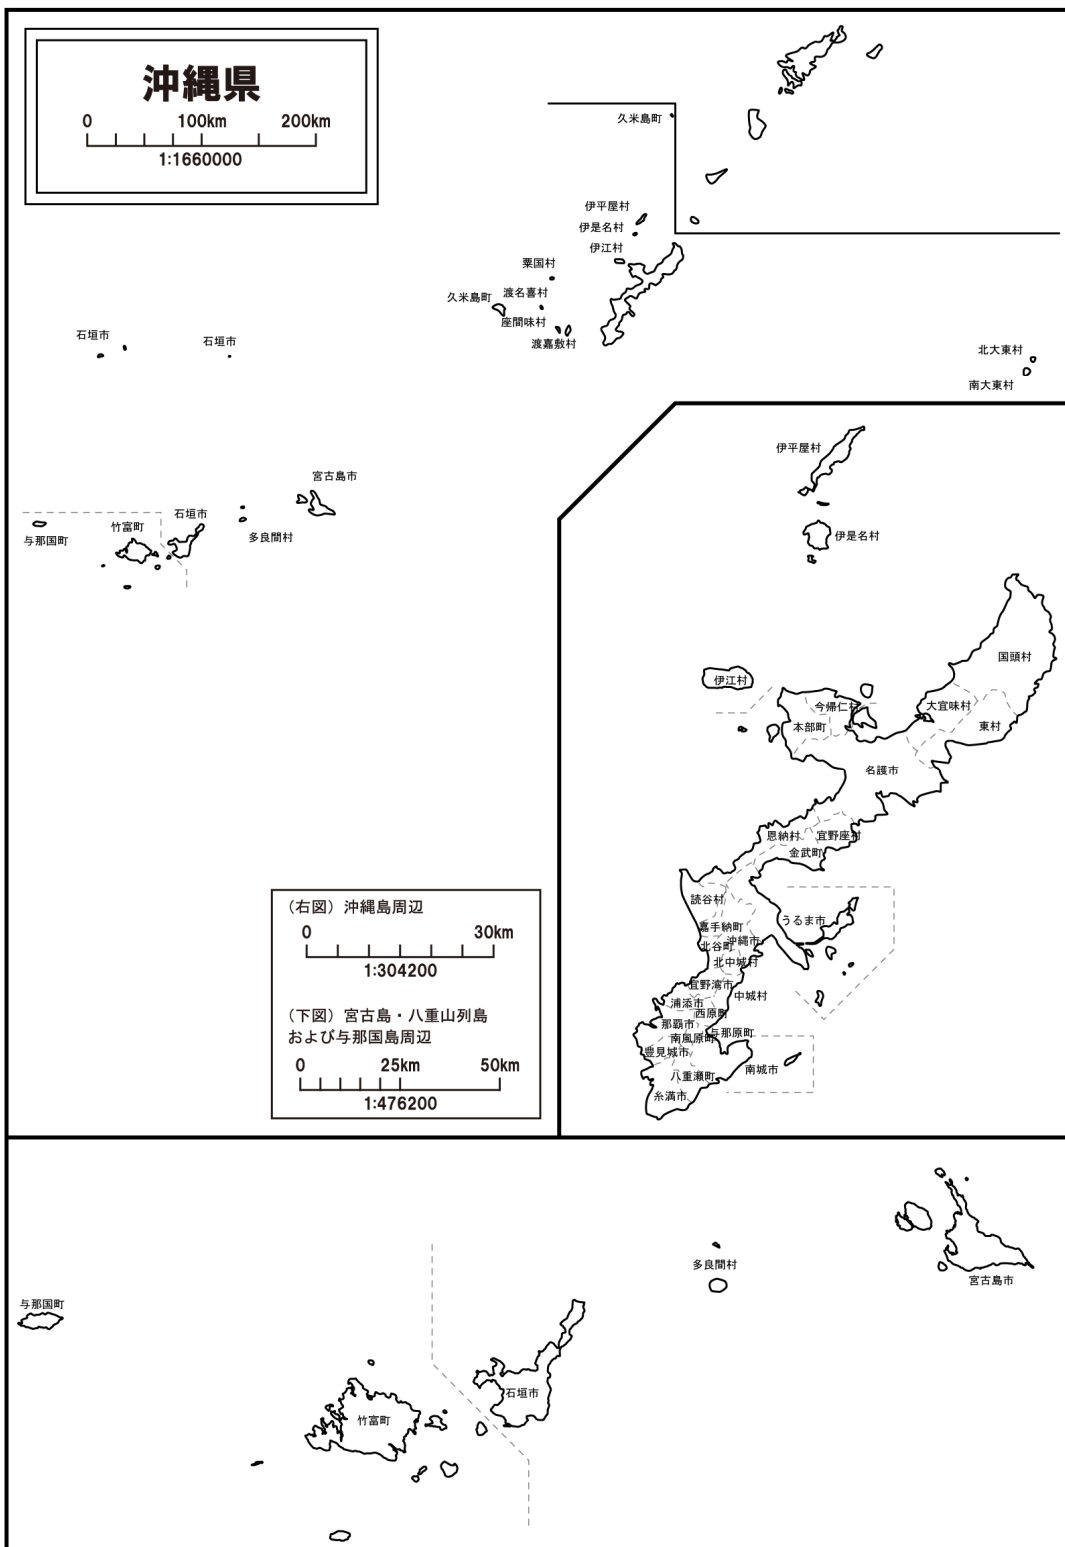 沖縄県
0 100km 200km
1:1660000
久米島町
伊平屋村
伊是名村
伊江村
粟国村
久米島町
渡名喜村
座間味村
渡嘉敷村
石垣市
石垣市
北大東村
南大東村
宮古島市
石垣市
竹富町
与那国町
多良間村
伊平屋村
伊是名村
国頭村
伊江村
今帰仁村
大宜味村
本部町
東村
名護市
恩納村
宜野座村
金武町
読谷村
うるま市
嘉手納町
沖縄市
北谷町
北中城村
宜野湾市
中城村
浦添市
西原町
那覇市
与那原町
南風原町
豊見城市
南城市
八重瀬町
糸満市
(右図)沖縄島周辺
0 30km
1:304200
(下図)宮古島・八重山列島
および与那国島周辺
0 25km 50km
1:476200
多良間村
宮古島市
与那国町
石垣市
竹富町